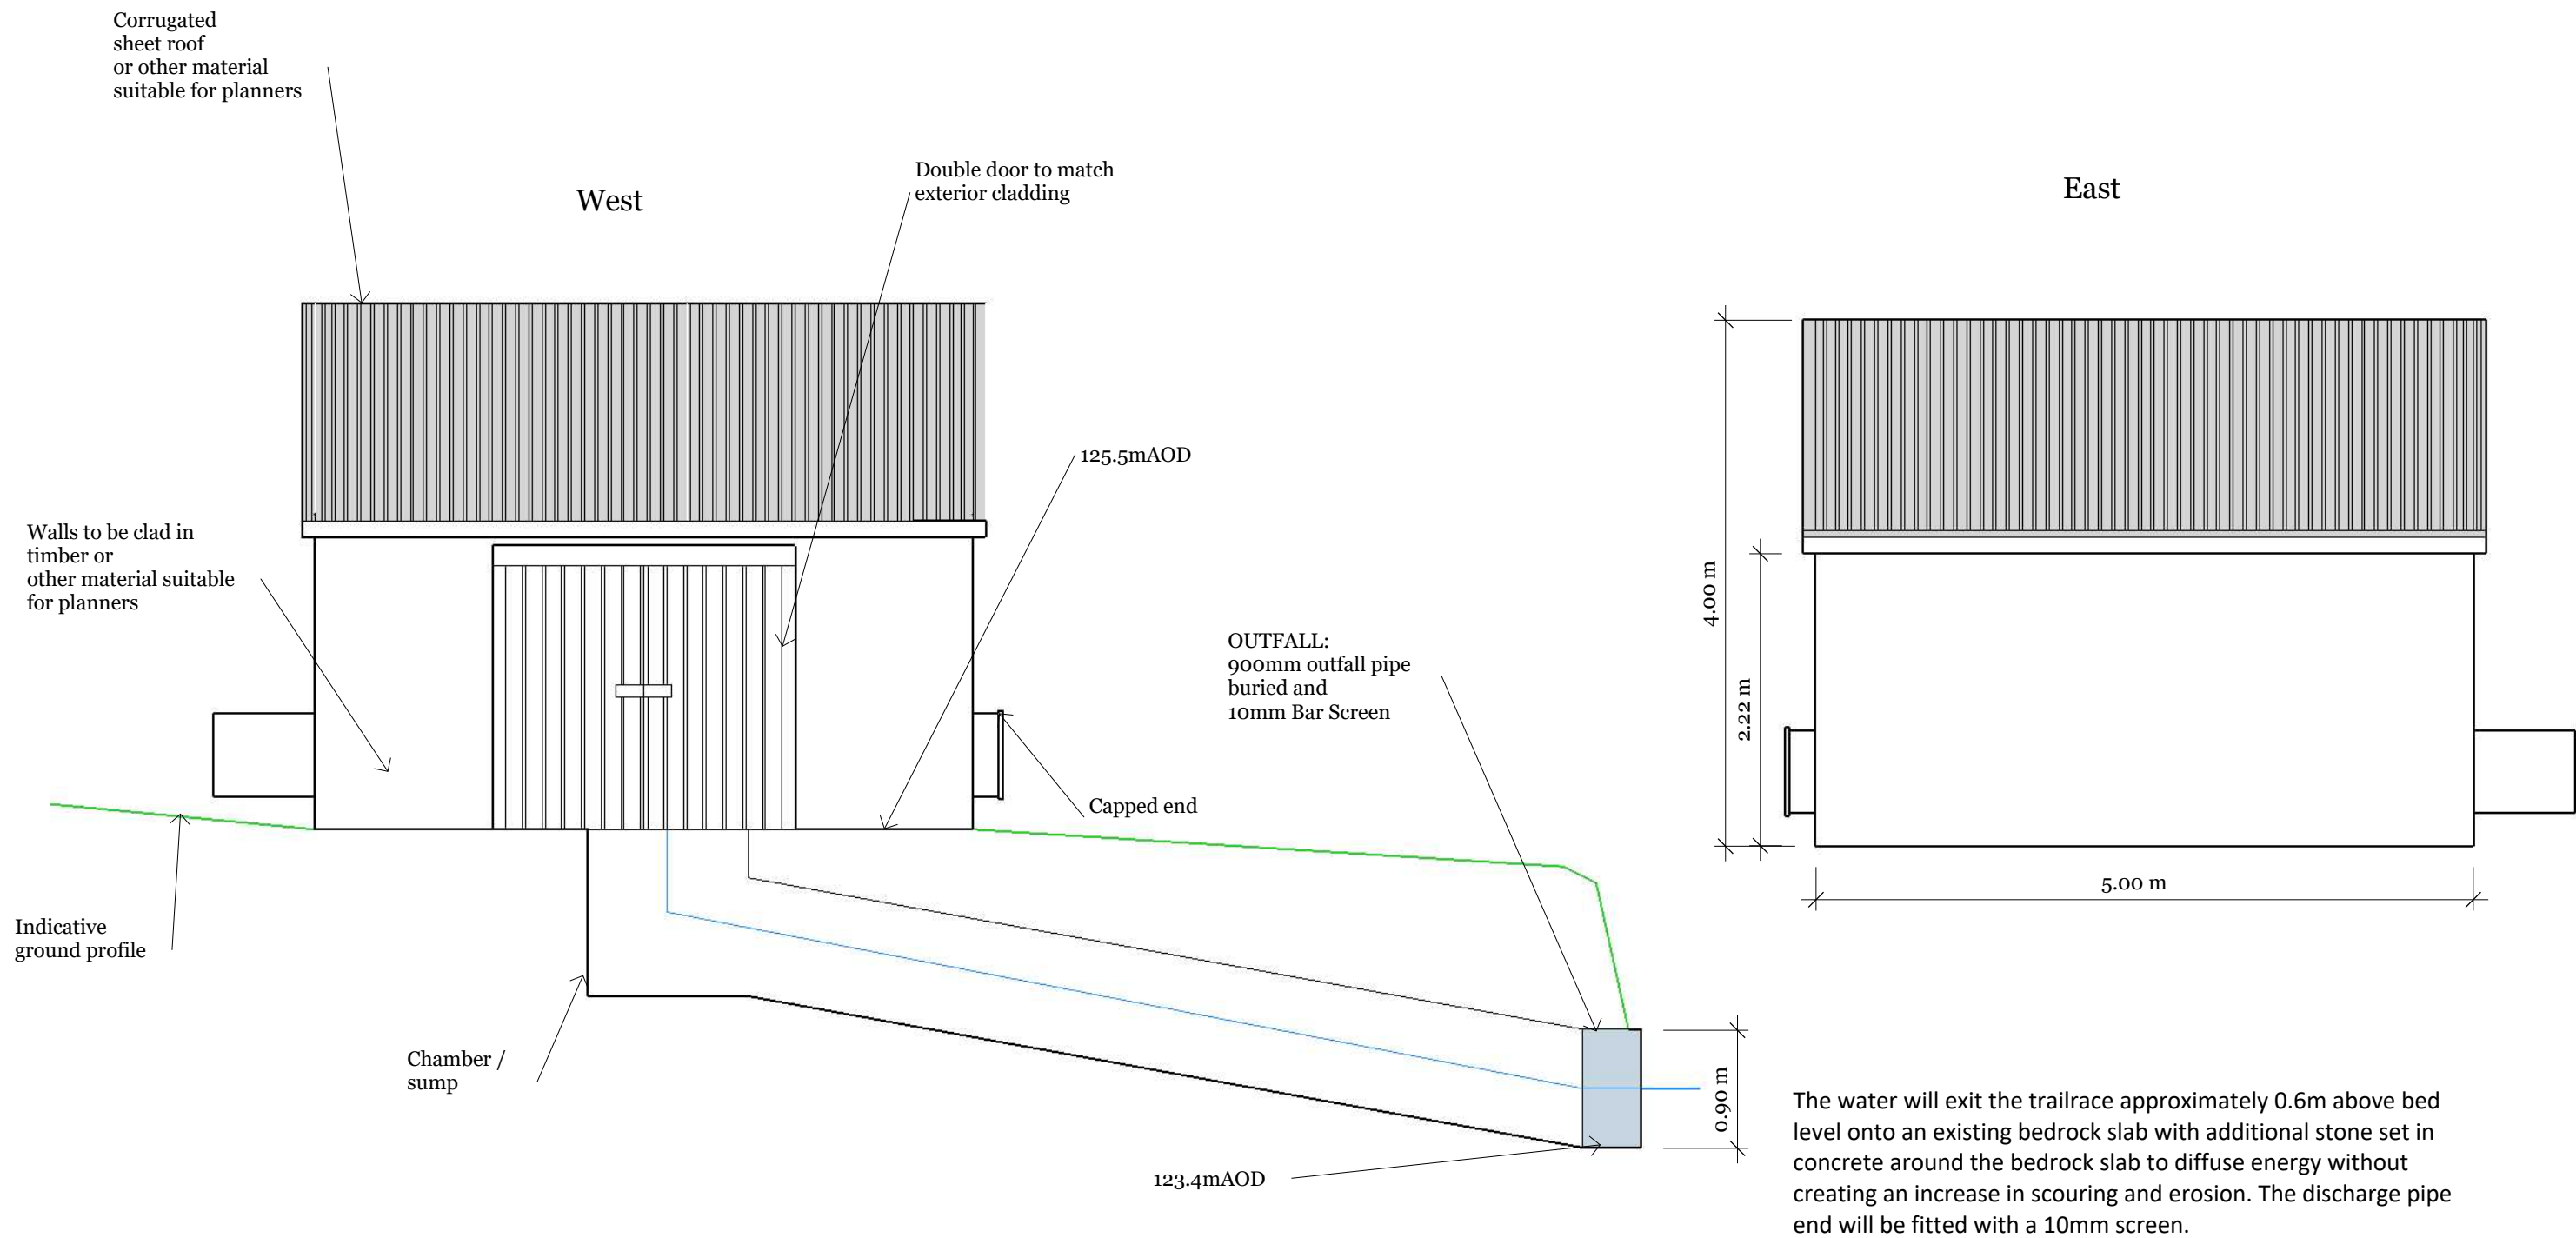 Corrugated
sheet roof
or other material
suitable for planners
West
Double door to match
exterior cladding
East
125.5mAOD
Walls to be clad in
timber or
other material suitable
for planners
4.00 m
2.22 m
OUTFALL:
900mm outfall pipe
buried and
10mm Bar Screen
Capped end
5.00 m
Indicative
ground profile
Chamber /
sump
0.90 m
123.4mAOD
The water will exit the trailrace approximately 0.6m above bed
level onto an existing bedrock slab with additional stone set in
concrete around the bedrock slab to diffuse energy without
creating an increase in scouring and erosion. The discharge pipe
end will be fitted with a 10mm screen.